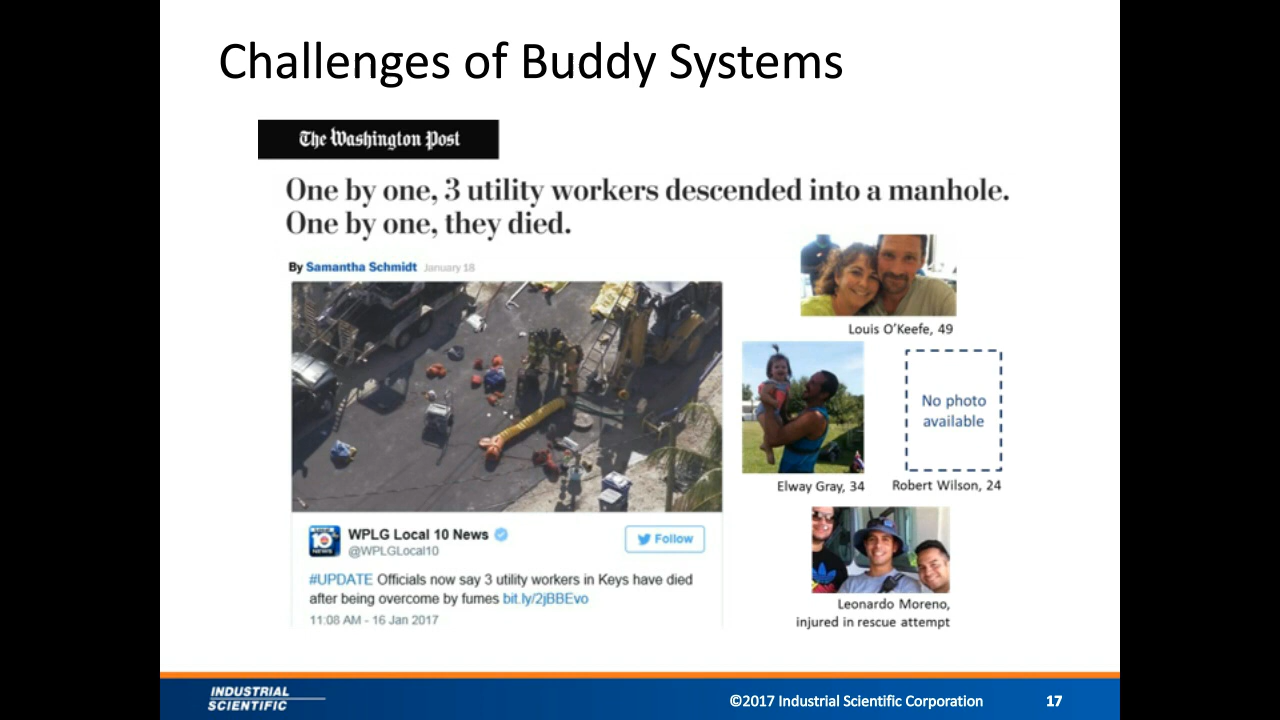 Challenges of Buddy Systems
The Washington Post
One by one, 3 utility workers descended into a manhole.
One by one, they died.
By Samantha Schmidt January 18
Louis O'Keefe, 49
No photo
available
Elway Gray, 34
Robert Wilson, 24
Leonardo Moreno,
injured in rescue attempt
10
NEWS
WPLG Local 10 News
@WPLGLocal10
Follow
#UPDATE Officials now say 3 utility workers in Keys have died
after being overcome by fumes bit.ly/2jBBEvo
11:08 AM - 16 Jan 2017
INDUSTRIAL
SCIENTIFIC
©2017 Industrial Scientific Corporation
17